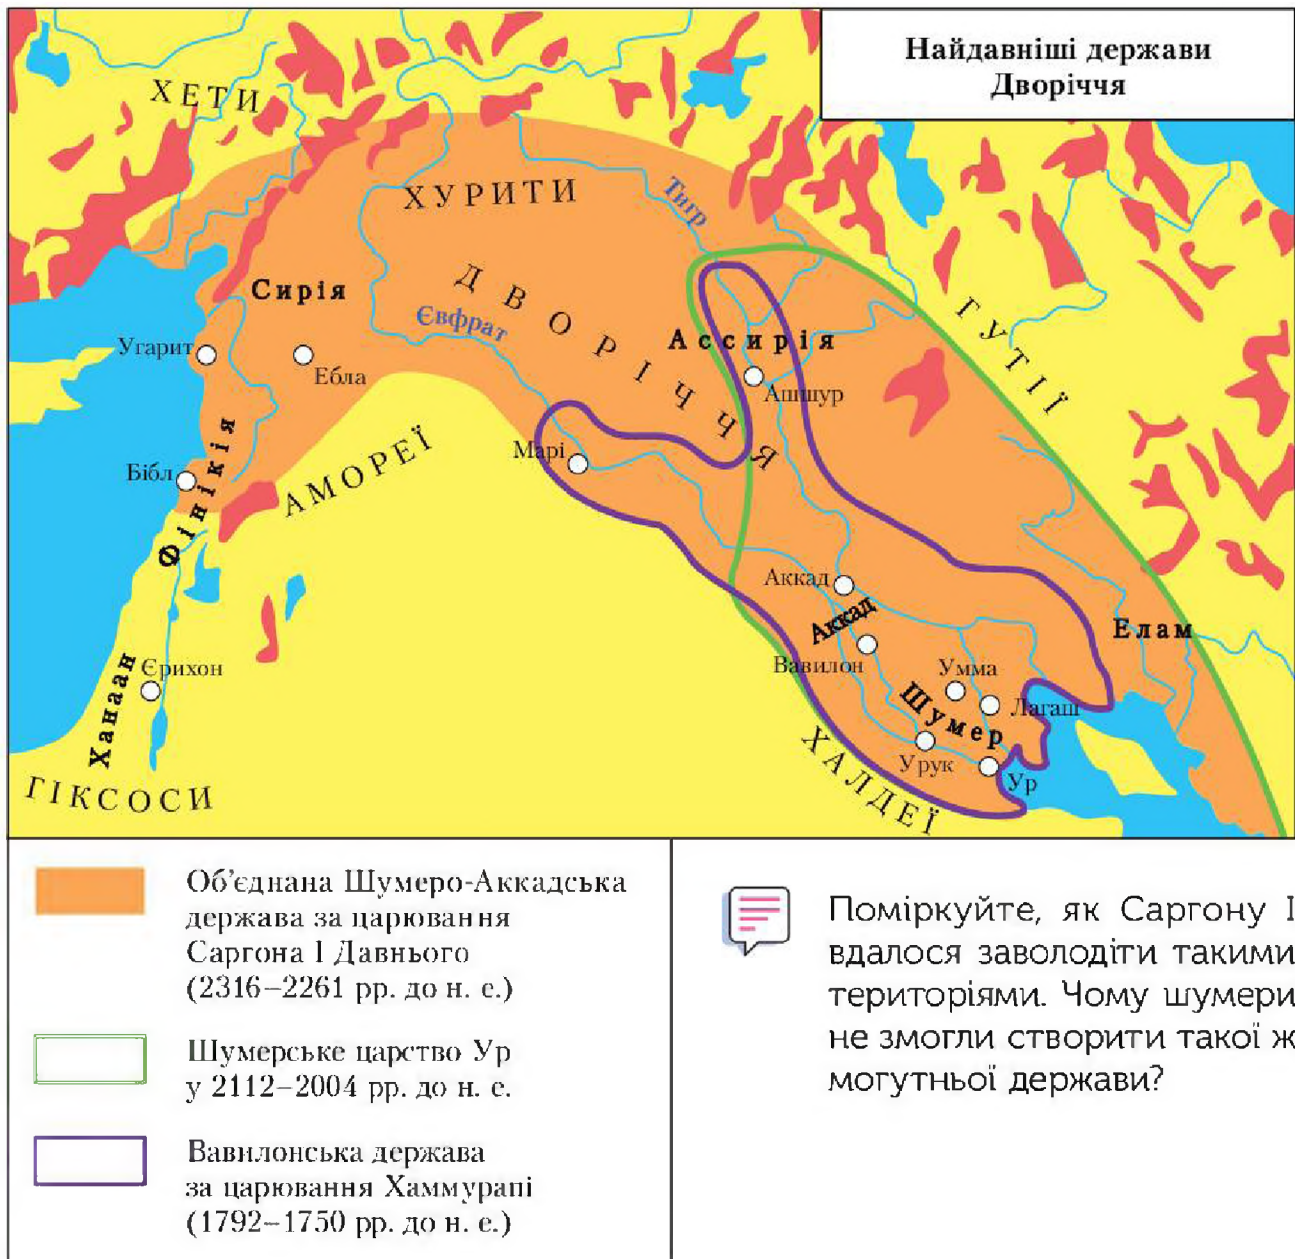 Найдавніші держави
Дворіччя
ХЕТИ
ХУРИТИ
Тигр
Сирія
ДВОРІЧЧЯ
Євфрат
ГУТІЇ
Угарит
Ебла
Ассирія
Ашшур
Фінікія
Бібл
АМОРЕЇ
Марі
Аккад
Аккад
Вавилон
Елам
Умма
Шумер
Лагаш
Урук
Ур
ХАЛДЕЇ
Ханаан
Єрихон
ГІКСОСИ
Об'єднана Шумеро-Аккадська
держава за царювання
Саргона І Давнього
(2316–2261 рр. до н. е.)
Шумерське царство Ур
у 2112–2004 рр. до н. е.
Вавилонська держава
за царювання Хаммурапі
(1792–1750 рр. до н. е.)
Поміркуйте, як Саргону І
вдалося заволодіти такими
територіями. Чому шумери
не змогли створити такої ж
могутньої держави?